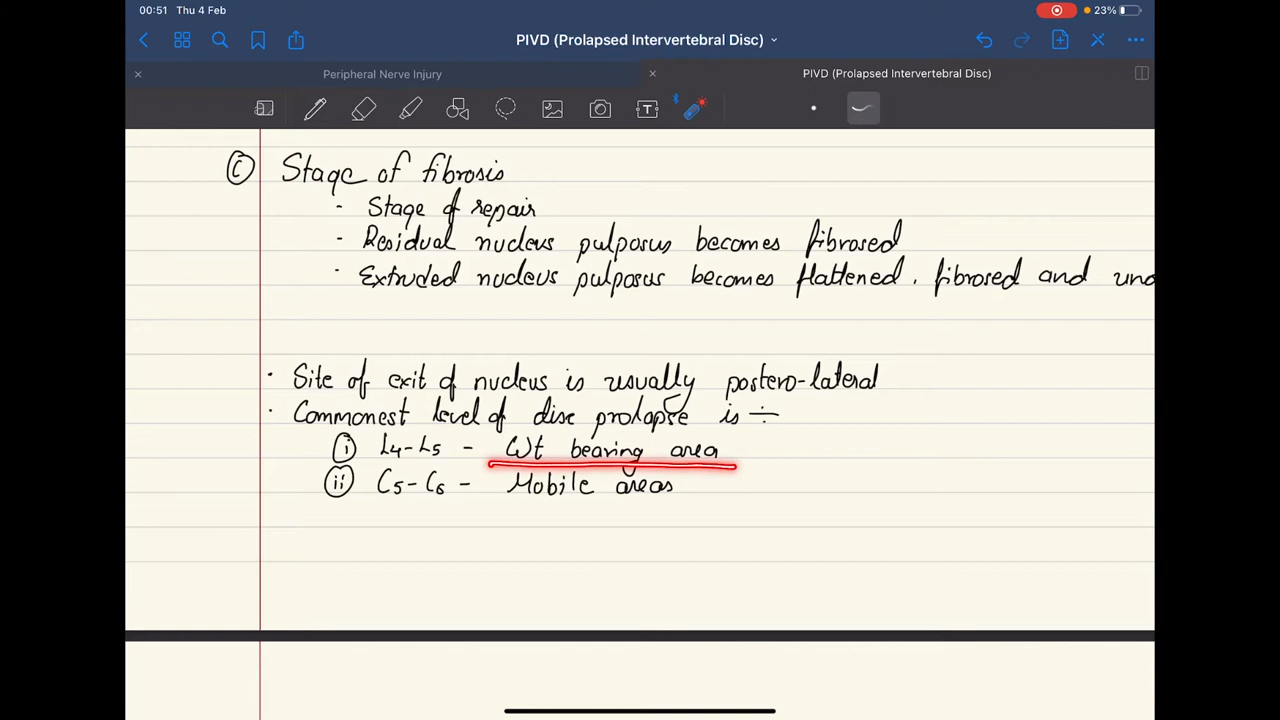 00:51 Thu 4 Feb
23%
PIVD (Prolapsed Intervertebral Disc)
Peripheral Nerve Injury
PIVD (Prolapsed Intervertebral Disc)
T
(C) Stage of fibrosis
· Stage of repair
· Residual nucleus pulposus becomes fibrosed
· Extruded nucleus pulposus becomes flattened, fibrosed and und
· Site of exit of nucleus is usually postero-lateral
· Commonest level of disc prolapse is ÷
(i) L4-L5 - Wt bearing area
(ii) C5-C6 - Mobile areas